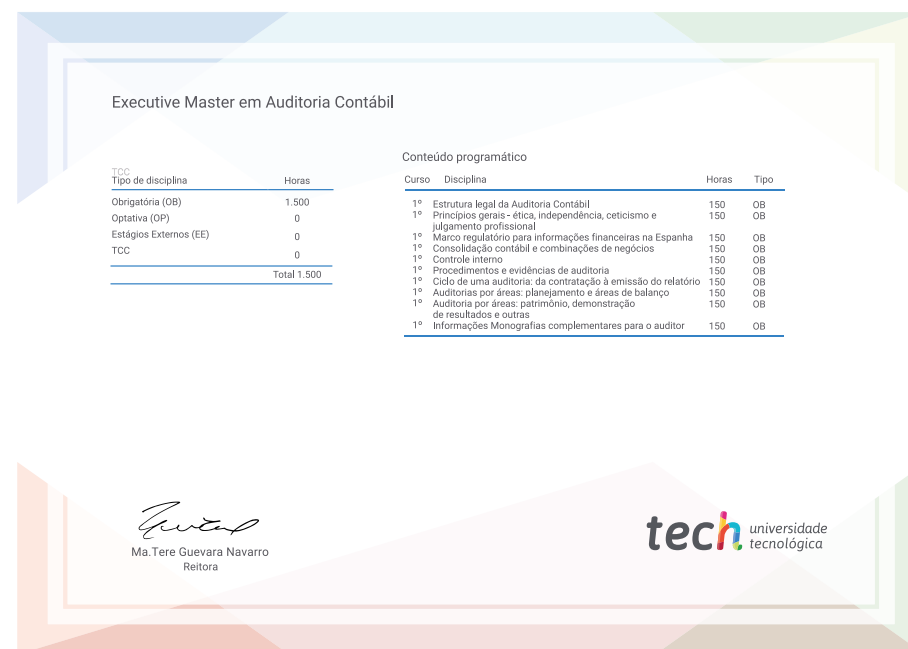 Executive Master em Auditoria Contábil
TCC
Tipo de disciplina Horas
Obrigatória (OB) 1.500
Optativa (OP) 0
Estágios Externos (EE) 0
TCC 0
Total 1.500
Conteúdo programático
Curso Disciplina Horas Tipo
1º Estrutura legal da Auditoria Contábil 150 OB
1º Princípios gerais - ética, independência, ceticismo e 150 OB
julgamento profissional
1º Marco regulatório para informações financeiras na Espanha 150 OB
1º Consolidação contábil e combinações de negócios 150 OB
1º Controle interno 150 OB
1º Procedimentos e evidências de auditoria 150 OB
1º Ciclo de uma auditoria: da contratação à emissão do relatório 150 OB
1º Auditorias por áreas: planejamento e áreas de balanço 150 OB
1º Auditoria por áreas: patrimônio, demonstração 150 OB
de resultados e outras
1º Informações Monografias complementares para o auditor 150 OB
Ma.Tere Guevara Navarro
Reitora
tech universidade
tecnológica